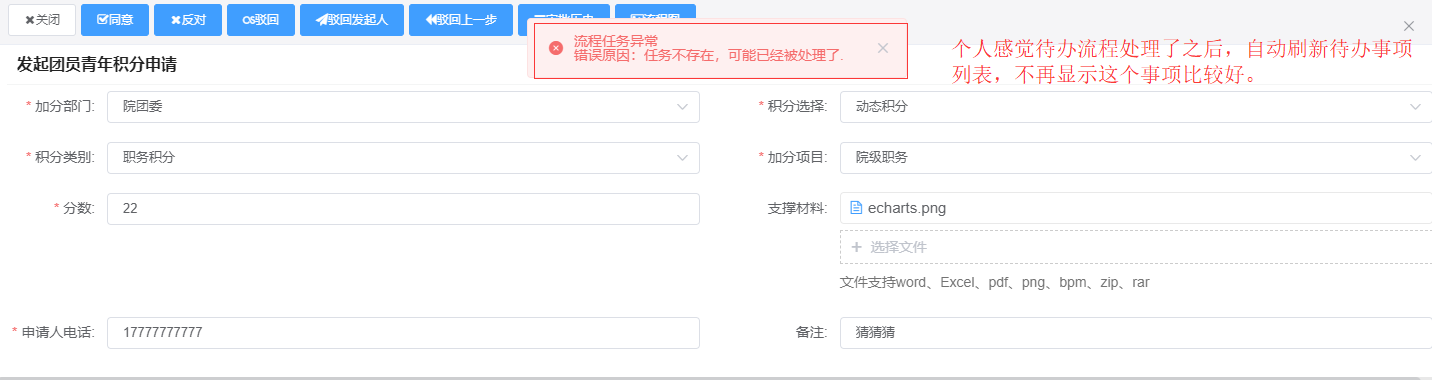 关闭 同意 反对 驳回 驳回发起人 驳回上一步 审批历史 流程图
流程任务异常
错误原因：任务不存在，可能已经被处理了.
个人感觉待办流程处理了之后，自动刷新待办事项
列表，不再显示这个事项比较好。
发起团员青年积分申请
* 加分部门: 院团委 * 积分选择: 动态积分
* 积分类别: 职务积分 * 加分项目: 院级职务
* 分数: 22 支撑材料: echarts.png
+ 选择文件
文件支持word、Excel、pdf、png、bpm、zip、rar
* 申请人电话: 17777777777 备注: 猜猜猜